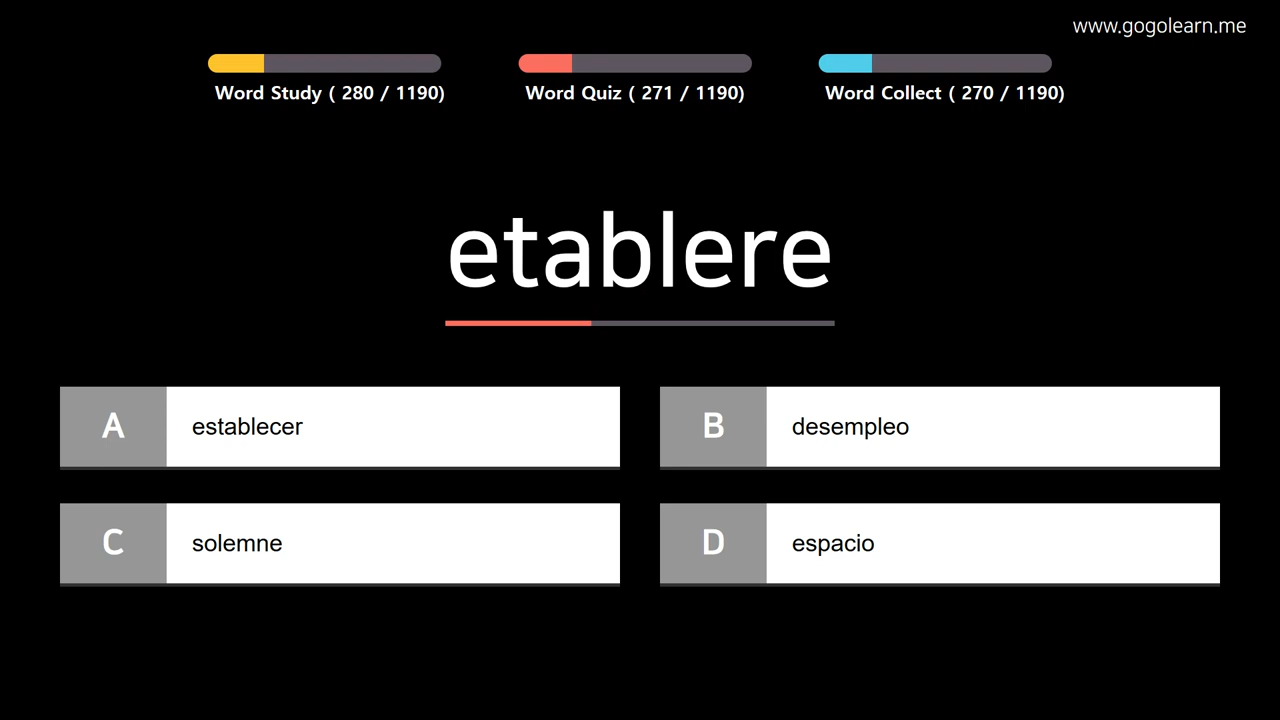 www.gogolearn.me
Word Study ( 280 / 1190)
Word Quiz ( 271 / 1190)
Word Collect ( 270 / 1190)
etablere
A establecer
B desempleo
C solemne
D espacio